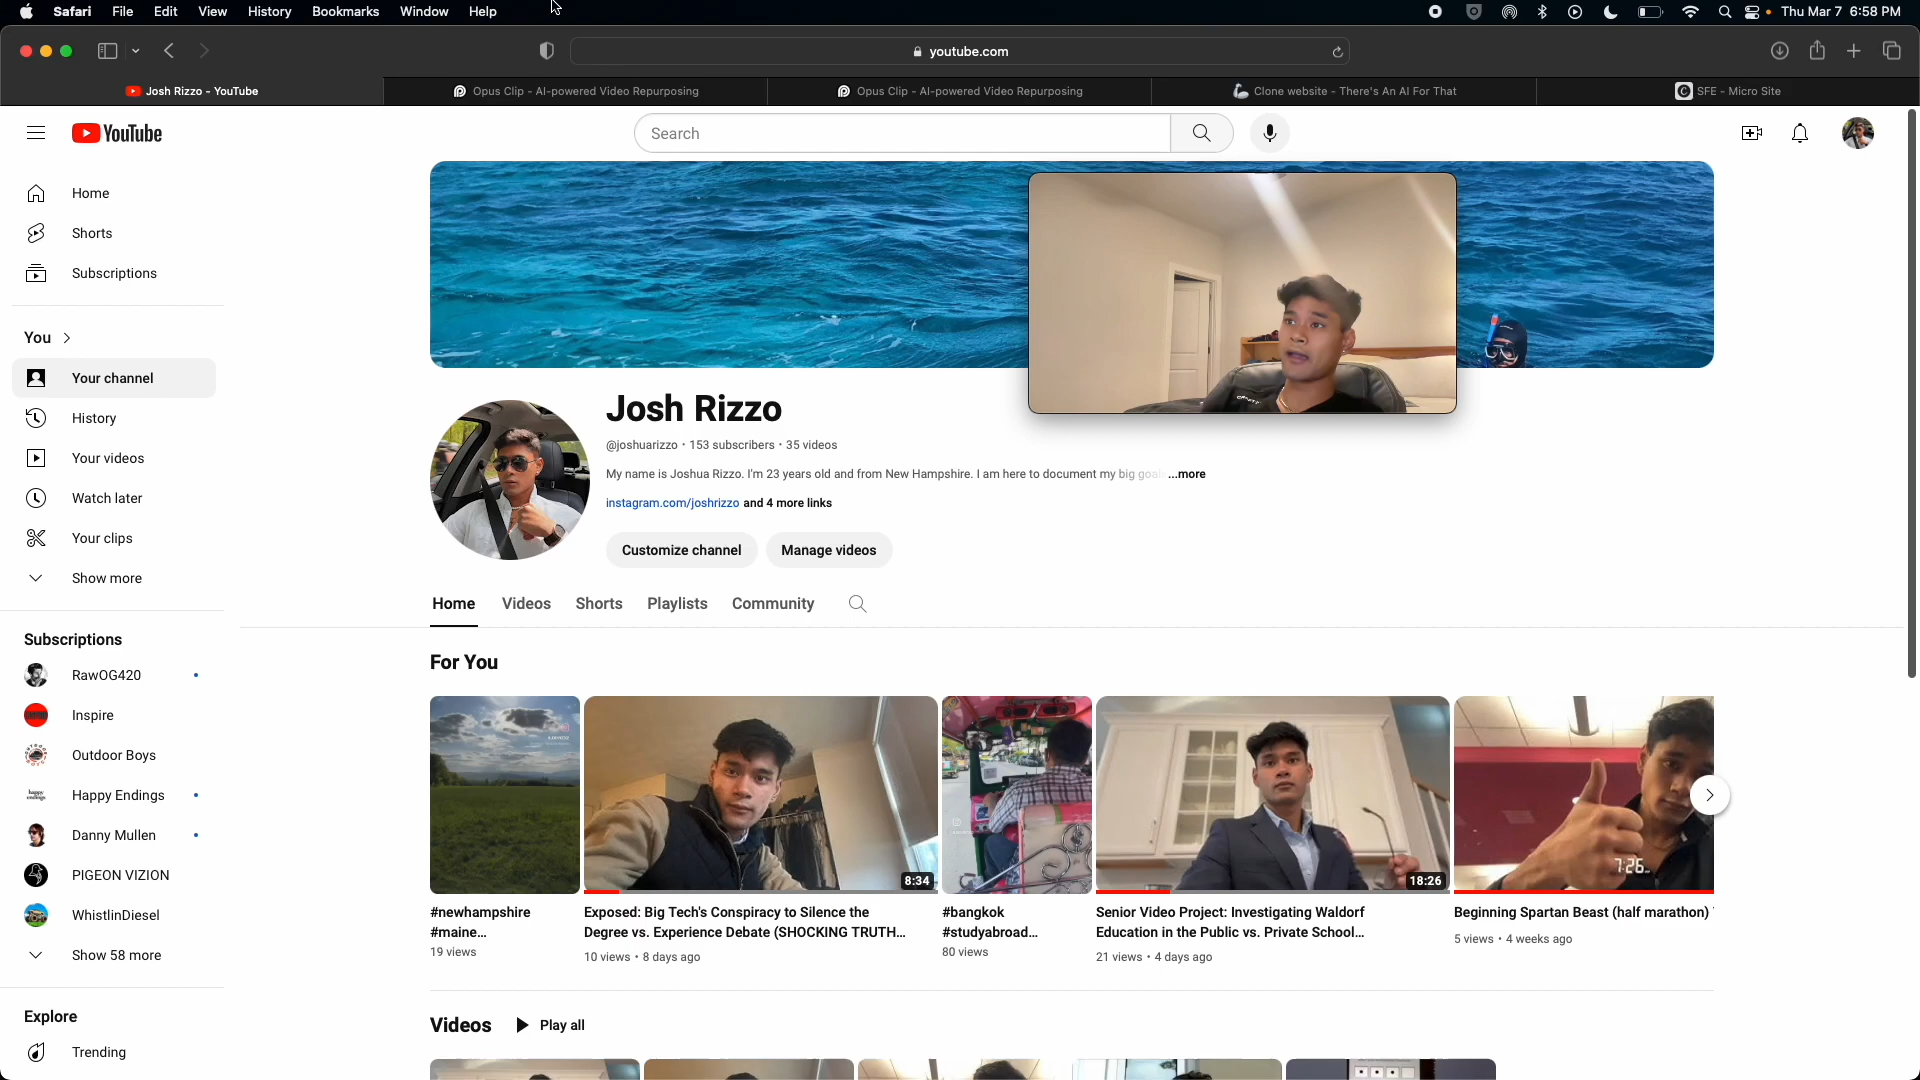 Safari File Edit View History Bookmarks Window Help
Thu Mar 7 6:58 PM
youtube.com
Josh Rizzo - YouTube
Opus Clip - AI-powered Video Repurposing
Opus Clip - AI-powered Video Repurposing
Clone website - There's An AI For That
SFE - Micro Site
YouTube
Search
Home
Shorts
Subscriptions
You
Your channel
History
Your videos
Watch later
Your clips
Show more
Subscriptions
RawOG420
Inspire
Outdoor Boys
Happy Endings
Danny Mullen
PIGEON VIZION
WhistlinDiesel
Show 58 more
Explore
Trending
Josh Rizzo
@joshuarizzo · 153 subscribers · 35 videos
My name is Joshua Rizzo. I'm 23 years old and from New Hampshire. I am here to document my big goal ...more
instagram.com/joshrizzo and 4 more links
Customize channel
Manage videos
Home Videos Shorts Playlists Community
For You
8:34
18:26
7:26
#newhampshire
#maine...
19 views
Exposed: Big Tech's Conspiracy to Silence the
Degree vs. Experience Debate (SHOCKING TRUTH...
10 views · 8 days ago
#bangkok
#studyabroad...
80 views
Senior Video Project: Investigating Waldorf
Education in the Public vs. Private School...
21 views · 4 days ago
Beginning Spartan Beast (half marathon)
5 views · 4 weeks ago
Videos
Play all